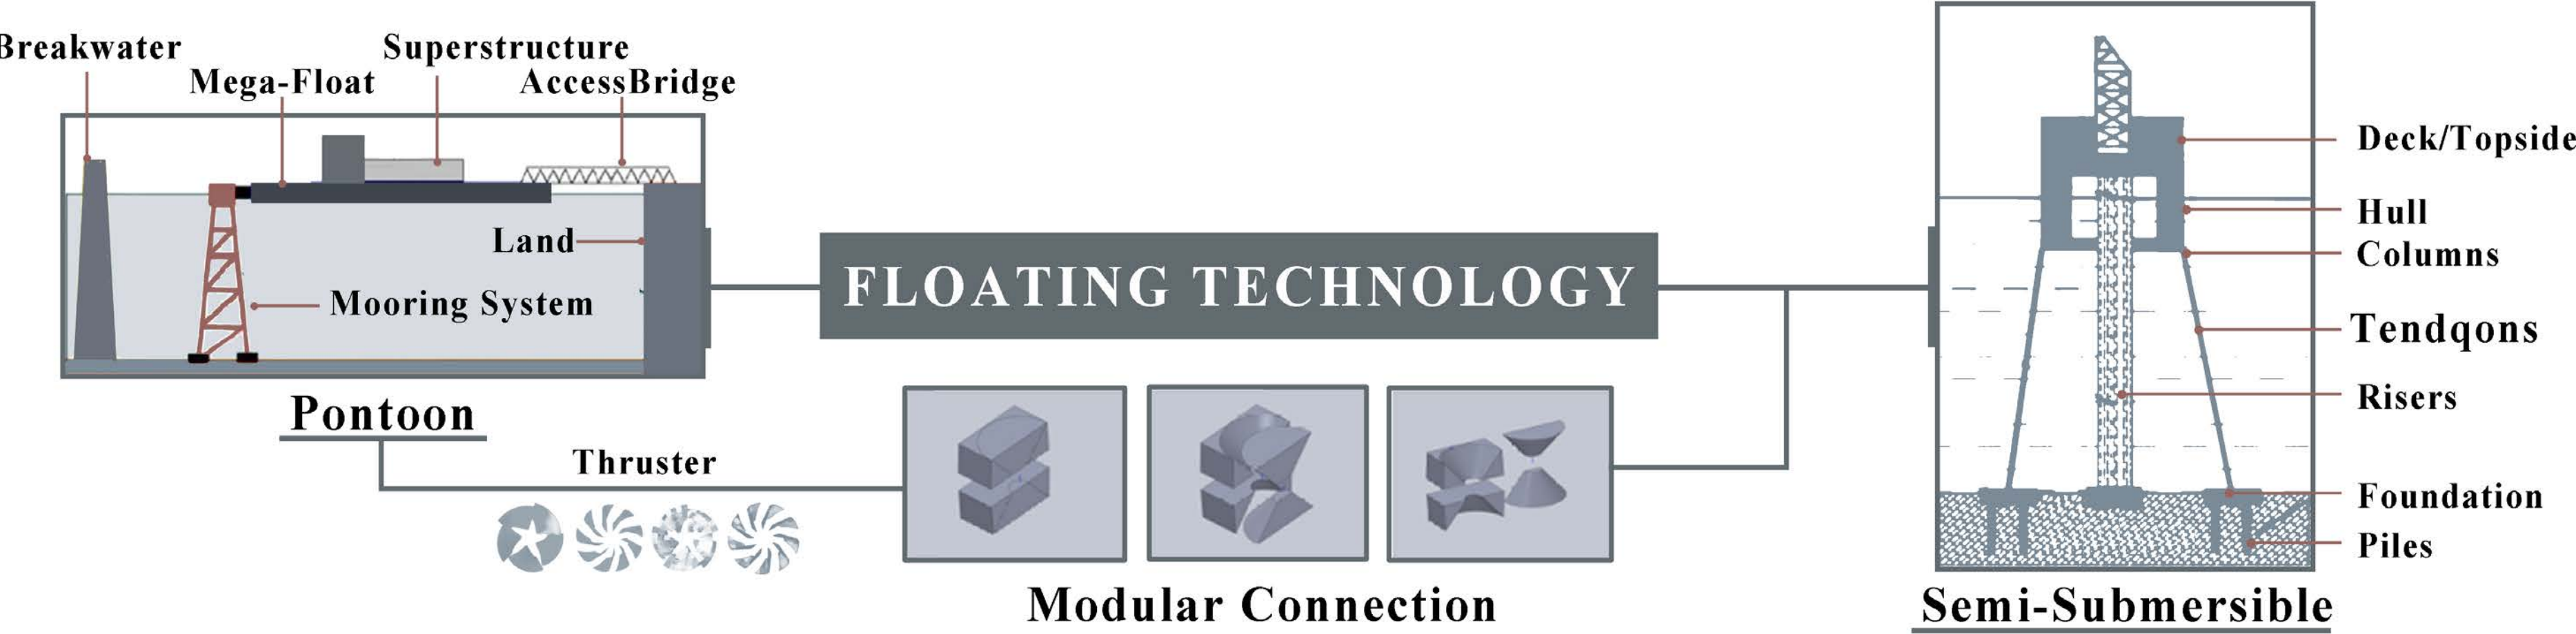 Breakwater
Superstructure
Mega-Float
AccessBridge
Land
Mooring System
Pontoon
Thruster
FLOATING TECHNOLOGY
Modular Connection
Deck/Topside
Hull
Columns
Tendqons
Risers
Foundation
Piles
Semi-Submersible